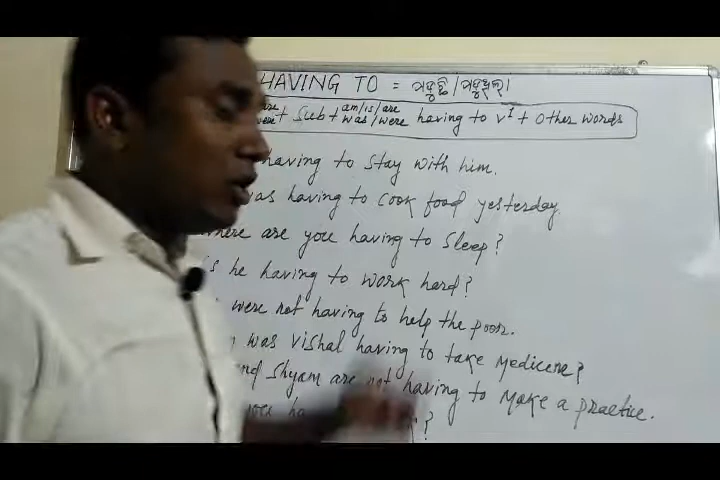 HAVING TO = ପଡ଼ୁଛି / ପଡ଼ୁଥିଲା
+ Sub + am/is/are was/were having to V1 + Other words
having to stay with him.
was having to cook food yesterday.
where are you having to sleep?
is he having to work hard?
were not having to help the poor.
was vishal having to take medicine?
and Shyam are not having to make a practice.
you ?